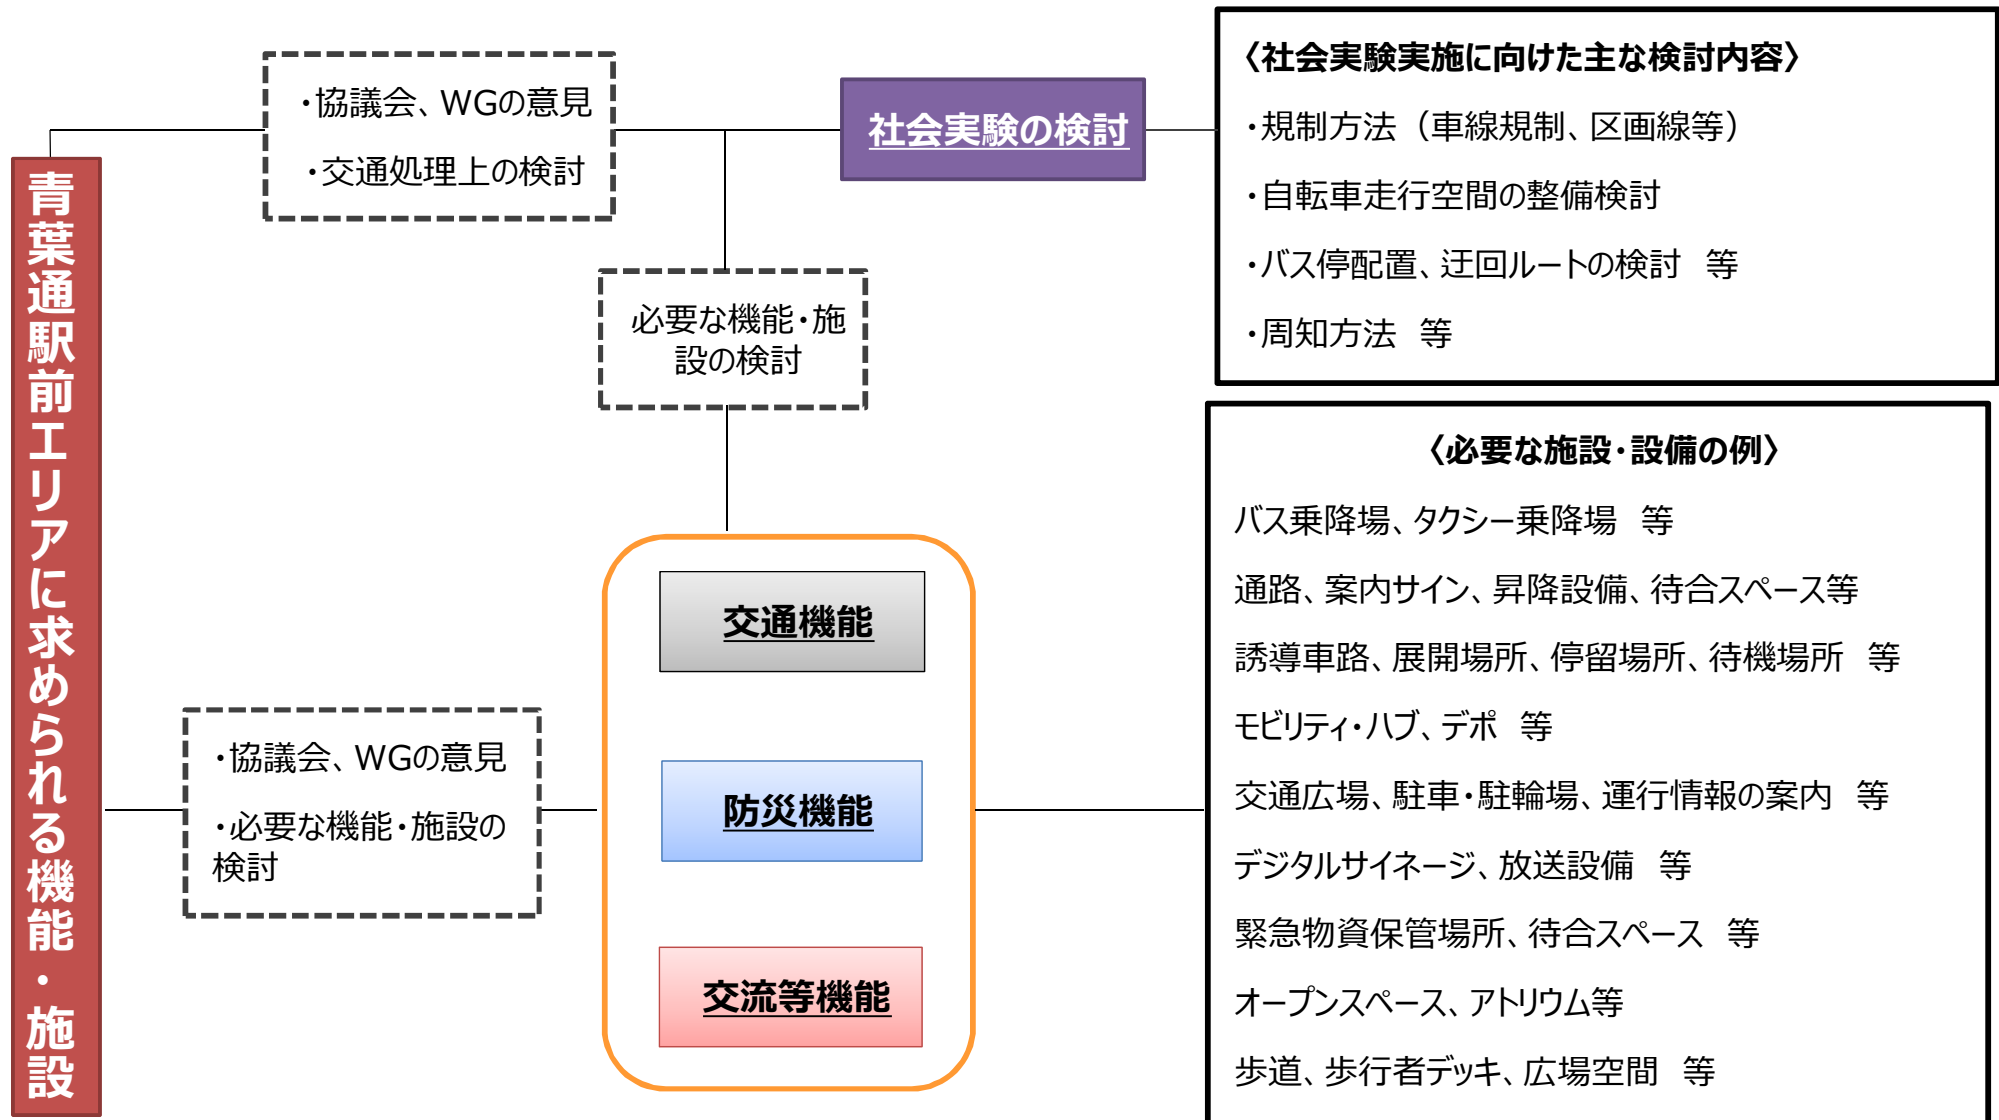 青葉通駅前エリアに求められる機能・施設
・協議会、WGの意見
・交通処理上の検討
社会実験の検討
〈社会実験実施に向けた主な検討内容〉
・規制方法（車線規制、区画線等）
・自転車走行空間の整備検討
・バス停配置、迂回ルートの検討　等
・周知方法　等
必要な機能・施
設の検討
・協議会、WGの意見
・必要な機能・施設の
検討
交通機能
防災機能
交流等機能
〈必要な施設・設備の例〉
バス乗降場、タクシー乗降場　等
通路、案内サイン、昇降設備、待合スペース等
誘導車路、展開場所、停留場所、待機場所　等
モビリティ・ハブ、デポ　等
交通広場、駐車・駐輪場、運行情報の案内　等
デジタルサイネージ、放送設備　等
緊急物資保管場所、待合スペース　等
オープンスペース、アトリウム等
歩道、歩行者デッキ、広場空間　等